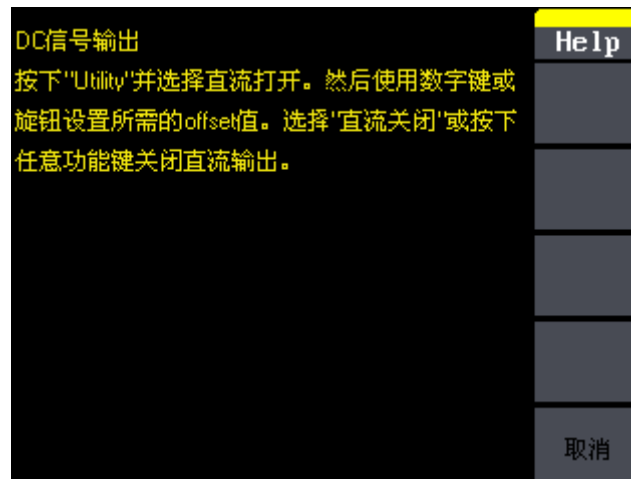 DC信号输出
Help
按下"Utility"并选择直流打开。然后使用数字键或
旋钮设置所需的offset值。选择"直流关闭"或按下
任意功能键关闭直流输出。
取消